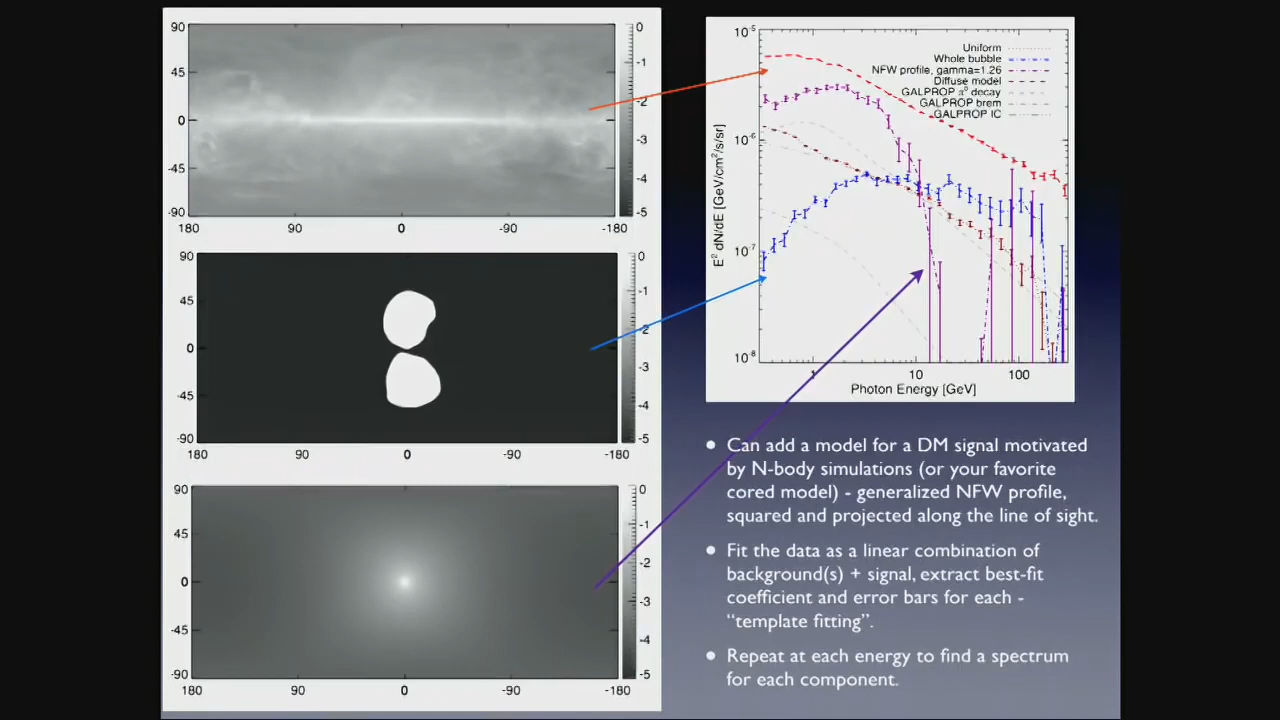 90
45
0
-45
-90
180
90
0
-90
-180
0
-1
-2
-3
-4
-5
90
45
0
-45
-90
180
90
0
-90
-180
0
-1
-2
-3
-4
-5
90
45
0
-45
-90
180
90
0
-90
-180
0
-1
-2
-3
-4
-5
10⁻⁵
10⁻⁶
10⁻⁷
10⁻⁸
E² dN/dE [GeV/cm²/s/sr]
Uniform
Whole bubble
NFW profile, gamma=1.26
Diffuse model
GALPROP π⁰ decay
GALPROP brem
GALPROP IC
1
10
100
Photon Energy [GeV]
• Can add a model for a DM signal motivated
by N-body simulations (or your favorite
cored model) - generalized NFW profile,
squared and projected along the line of sight.
• Fit the data as a linear combination of
background(s) + signal, extract best-fit
coefficient and error bars for each -
“template fitting”.
• Repeat at each energy to find a spectrum
for each component.